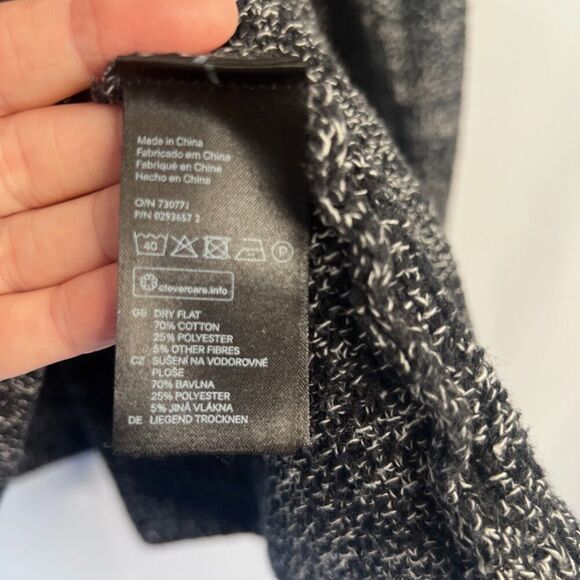 Made in China
Fabricado em China
Fabriqué en Chine
Hecho en China
O/N 730771
P/N 0293657 2
40 P
clevercare.info
GB DRY FLAT
70% COTTON
25% POLYESTER
5% OTHER FIBRES
CZ SUŠENÍ NA VODOROVNÉ
PLOŠE
70% BAVLNA
25% POLYESTER
5% JINÁ VLÁKNA
DE LIEGEND TROCKNEN